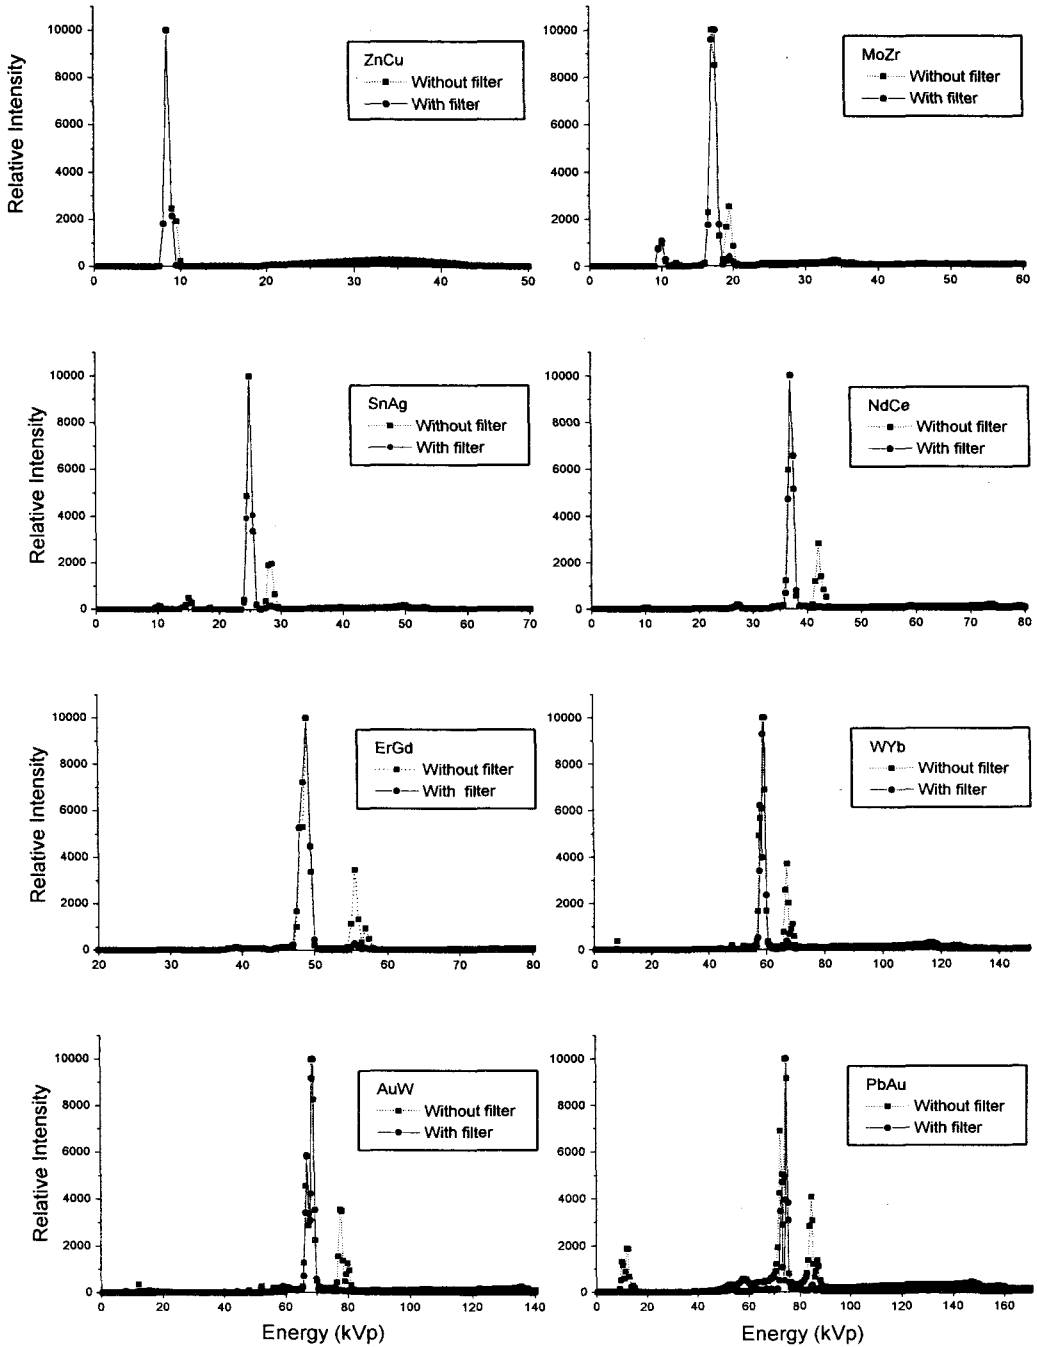 ZnCu
Without filter
With filter
Relative Intensity
10000
8000
6000
4000
2000
0
0 10 20 30 40 50
MoZr
Without filter
With filter
10000
8000
6000
4000
2000
0
0 10 20 30 40 50 60
SnAg
Without filter
With filter
Relative Intensity
10000
8000
6000
4000
2000
0
0 10 20 30 40 50 60 70
NdCe
Without filter
With filter
10000
8000
6000
4000
2000
0
0 10 20 30 40 50 60 70 80
ErGd
Without filter
With filter
Relative Intensity
10000
8000
6000
4000
2000
0
20 30 40 50 60 70 80
WYb
Without filter
With filter
10000
8000
6000
4000
2000
0
0 20 40 60 80 100 120 140
AuW
Without filter
With filter
Relative Intensity
10000
8000
6000
4000
2000
0
0 20 40 60 80 100 120 140
Energy (kVp)
PbAu
Without filter
With filter
10000
8000
6000
4000
2000
0
0 20 40 60 80 100 120 140 160
Energy (kVp)